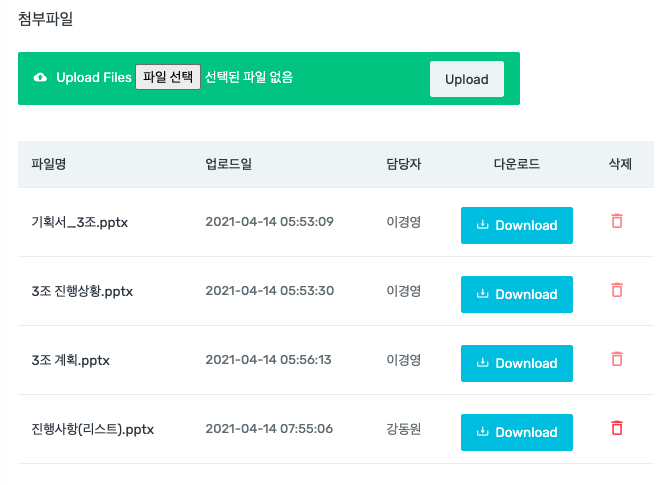 첨부파일
Upload Files 파일 선택 선택된 파일 없음 Upload
파일명 업로드일 담당자 다운로드 삭제
기획서_3조.pptx 2021-04-14 05:53:09 이경영 Download
3조 진행상황.pptx 2021-04-14 05:53:30 이경영 Download
3조 계획.pptx 2021-04-14 05:56:13 이경영 Download
진행사항(리스트).pptx 2021-04-14 07:55:06 강동원 Download